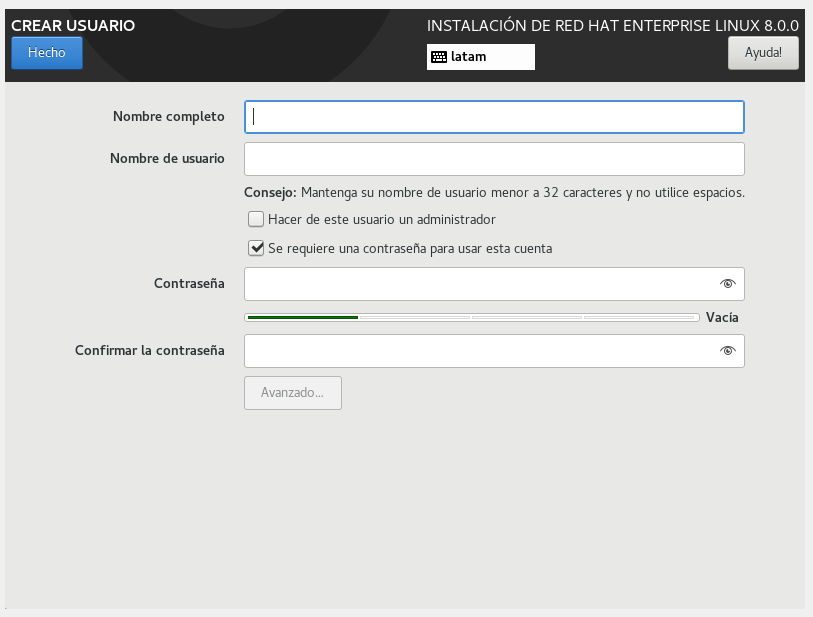 CREAR USUARIO
INSTALACIÓN DE RED HAT ENTERPRISE LINUX 8.0.0
Hecho
latam
Ayuda!
Nombre completo
Nombre de usuario
Consejo: Mantenga su nombre de usuario menor a 32 caracteres y no utilice espacios.
Hacer de este usuario un administrador
Se requiere una contraseña para usar esta cuenta
Contraseña
Vacía
Confirmar la contraseña
Avanzado...